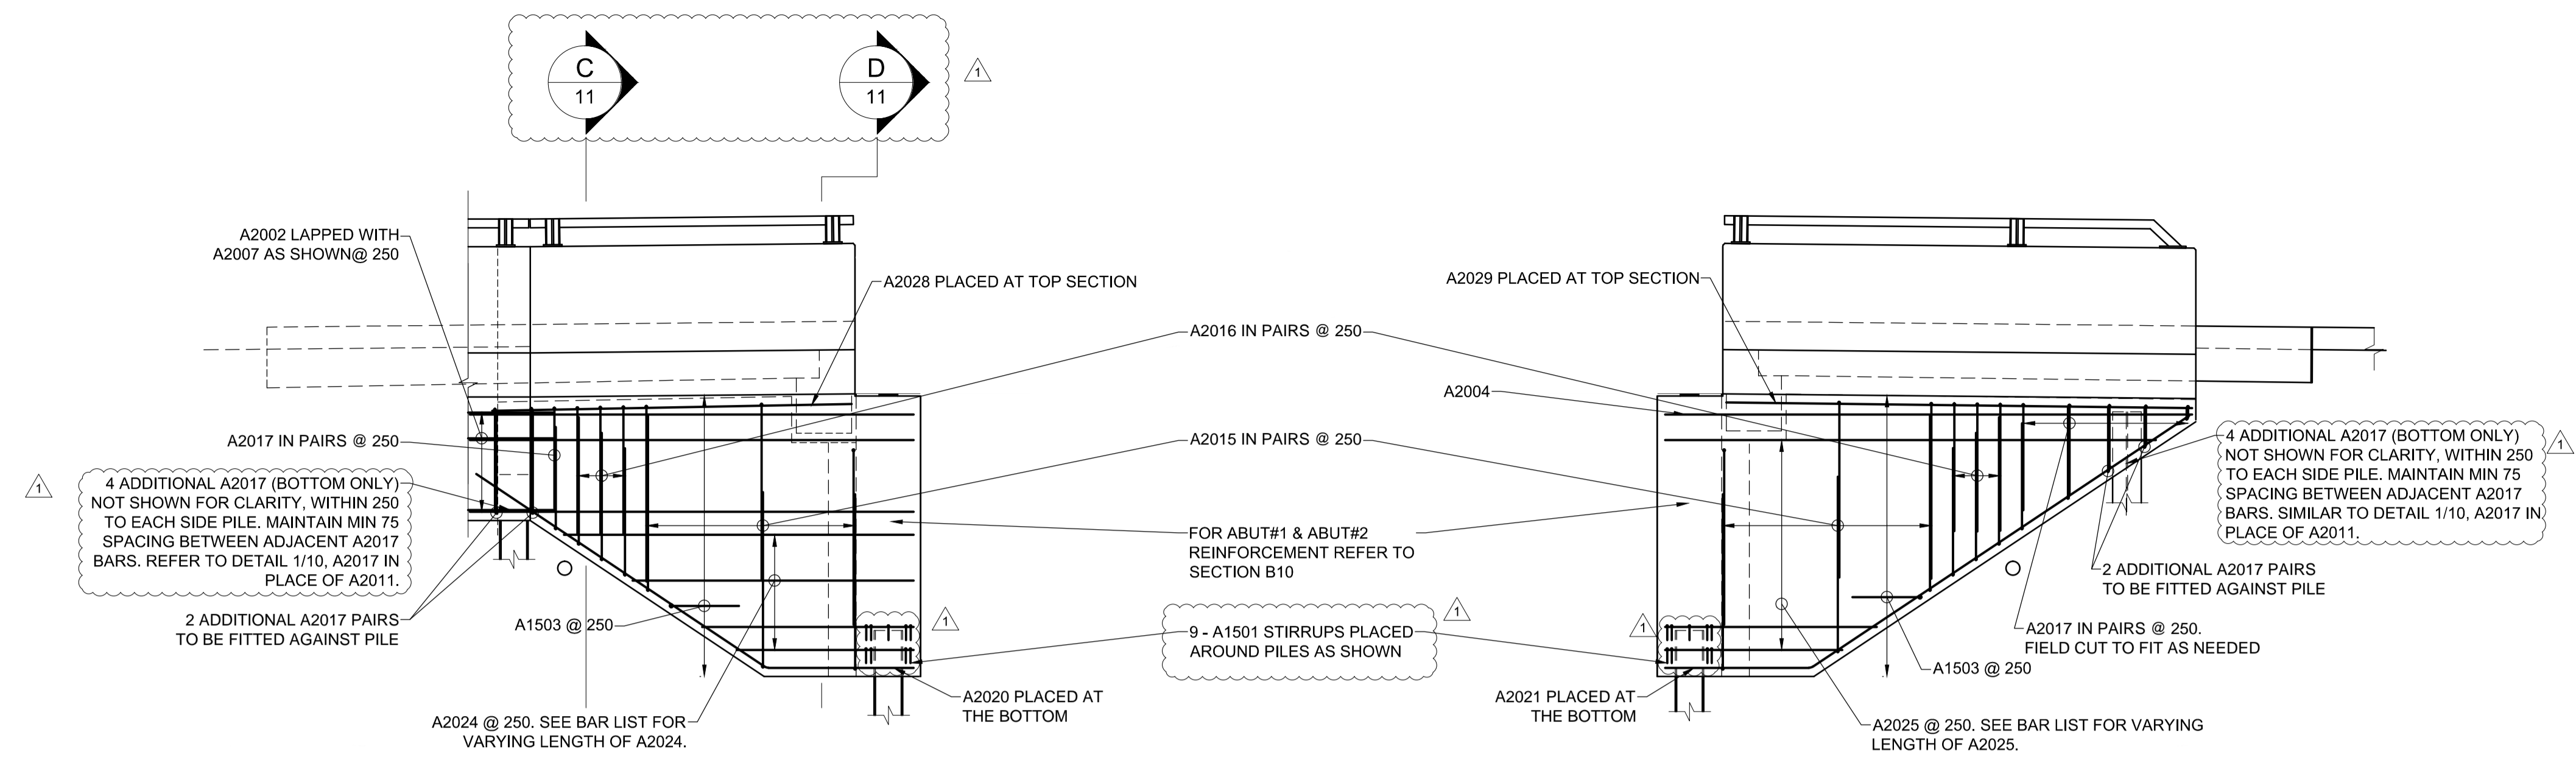 C
11
D
11
1
A2002 LAPPED WITH
A2007 AS SHOWN@ 250
A2028 PLACED AT TOP SECTION
A2017 IN PAIRS @ 250
1
4 ADDITIONAL A2017 (BOTTOM ONLY)
NOT SHOWN FOR CLARITY, WITHIN 250
TO EACH SIDE PILE. MAINTAIN MIN 75
SPACING BETWEEN ADJACENT A2017
BARS. REFER TO DETAIL 1/10, A2017 IN
PLACE OF A2011.
2 ADDITIONAL A2017 PAIRS
TO BE FITTED AGAINST PILE
A1503 @ 250
A2024 @ 250. SEE BAR LIST FOR
VARYING LENGTH OF A2024.
1
A2020 PLACED AT
THE BOTTOM
A2016 IN PAIRS @ 250
A2004
A2015 IN PAIRS @ 250
FOR ABUT#1 & ABUT#2
REINFORCEMENT REFER TO
SECTION B10
9 - A1501 STIRRUPS PLACED
AROUND PILES AS SHOWN
1
A2029 PLACED AT TOP SECTION
1
A2021 PLACED AT
THE BOTTOM
4 ADDITIONAL A2017 (BOTTOM ONLY)
NOT SHOWN FOR CLARITY, WITHIN 250
TO EACH SIDE PILE. MAINTAIN MIN 75
SPACING BETWEEN ADJACENT A2017
BARS. SIMILAR TO DETAIL 1/10, A2017 IN
PLACE OF A2011.
1
2 ADDITIONAL A2017 PAIRS
TO BE FITTED AGAINST PILE
A2017 IN PAIRS @ 250.
FIELD CUT TO FIT AS NEEDED
A1503 @ 250
A2025 @ 250. SEE BAR LIST FOR VARYING
LENGTH OF A2025.